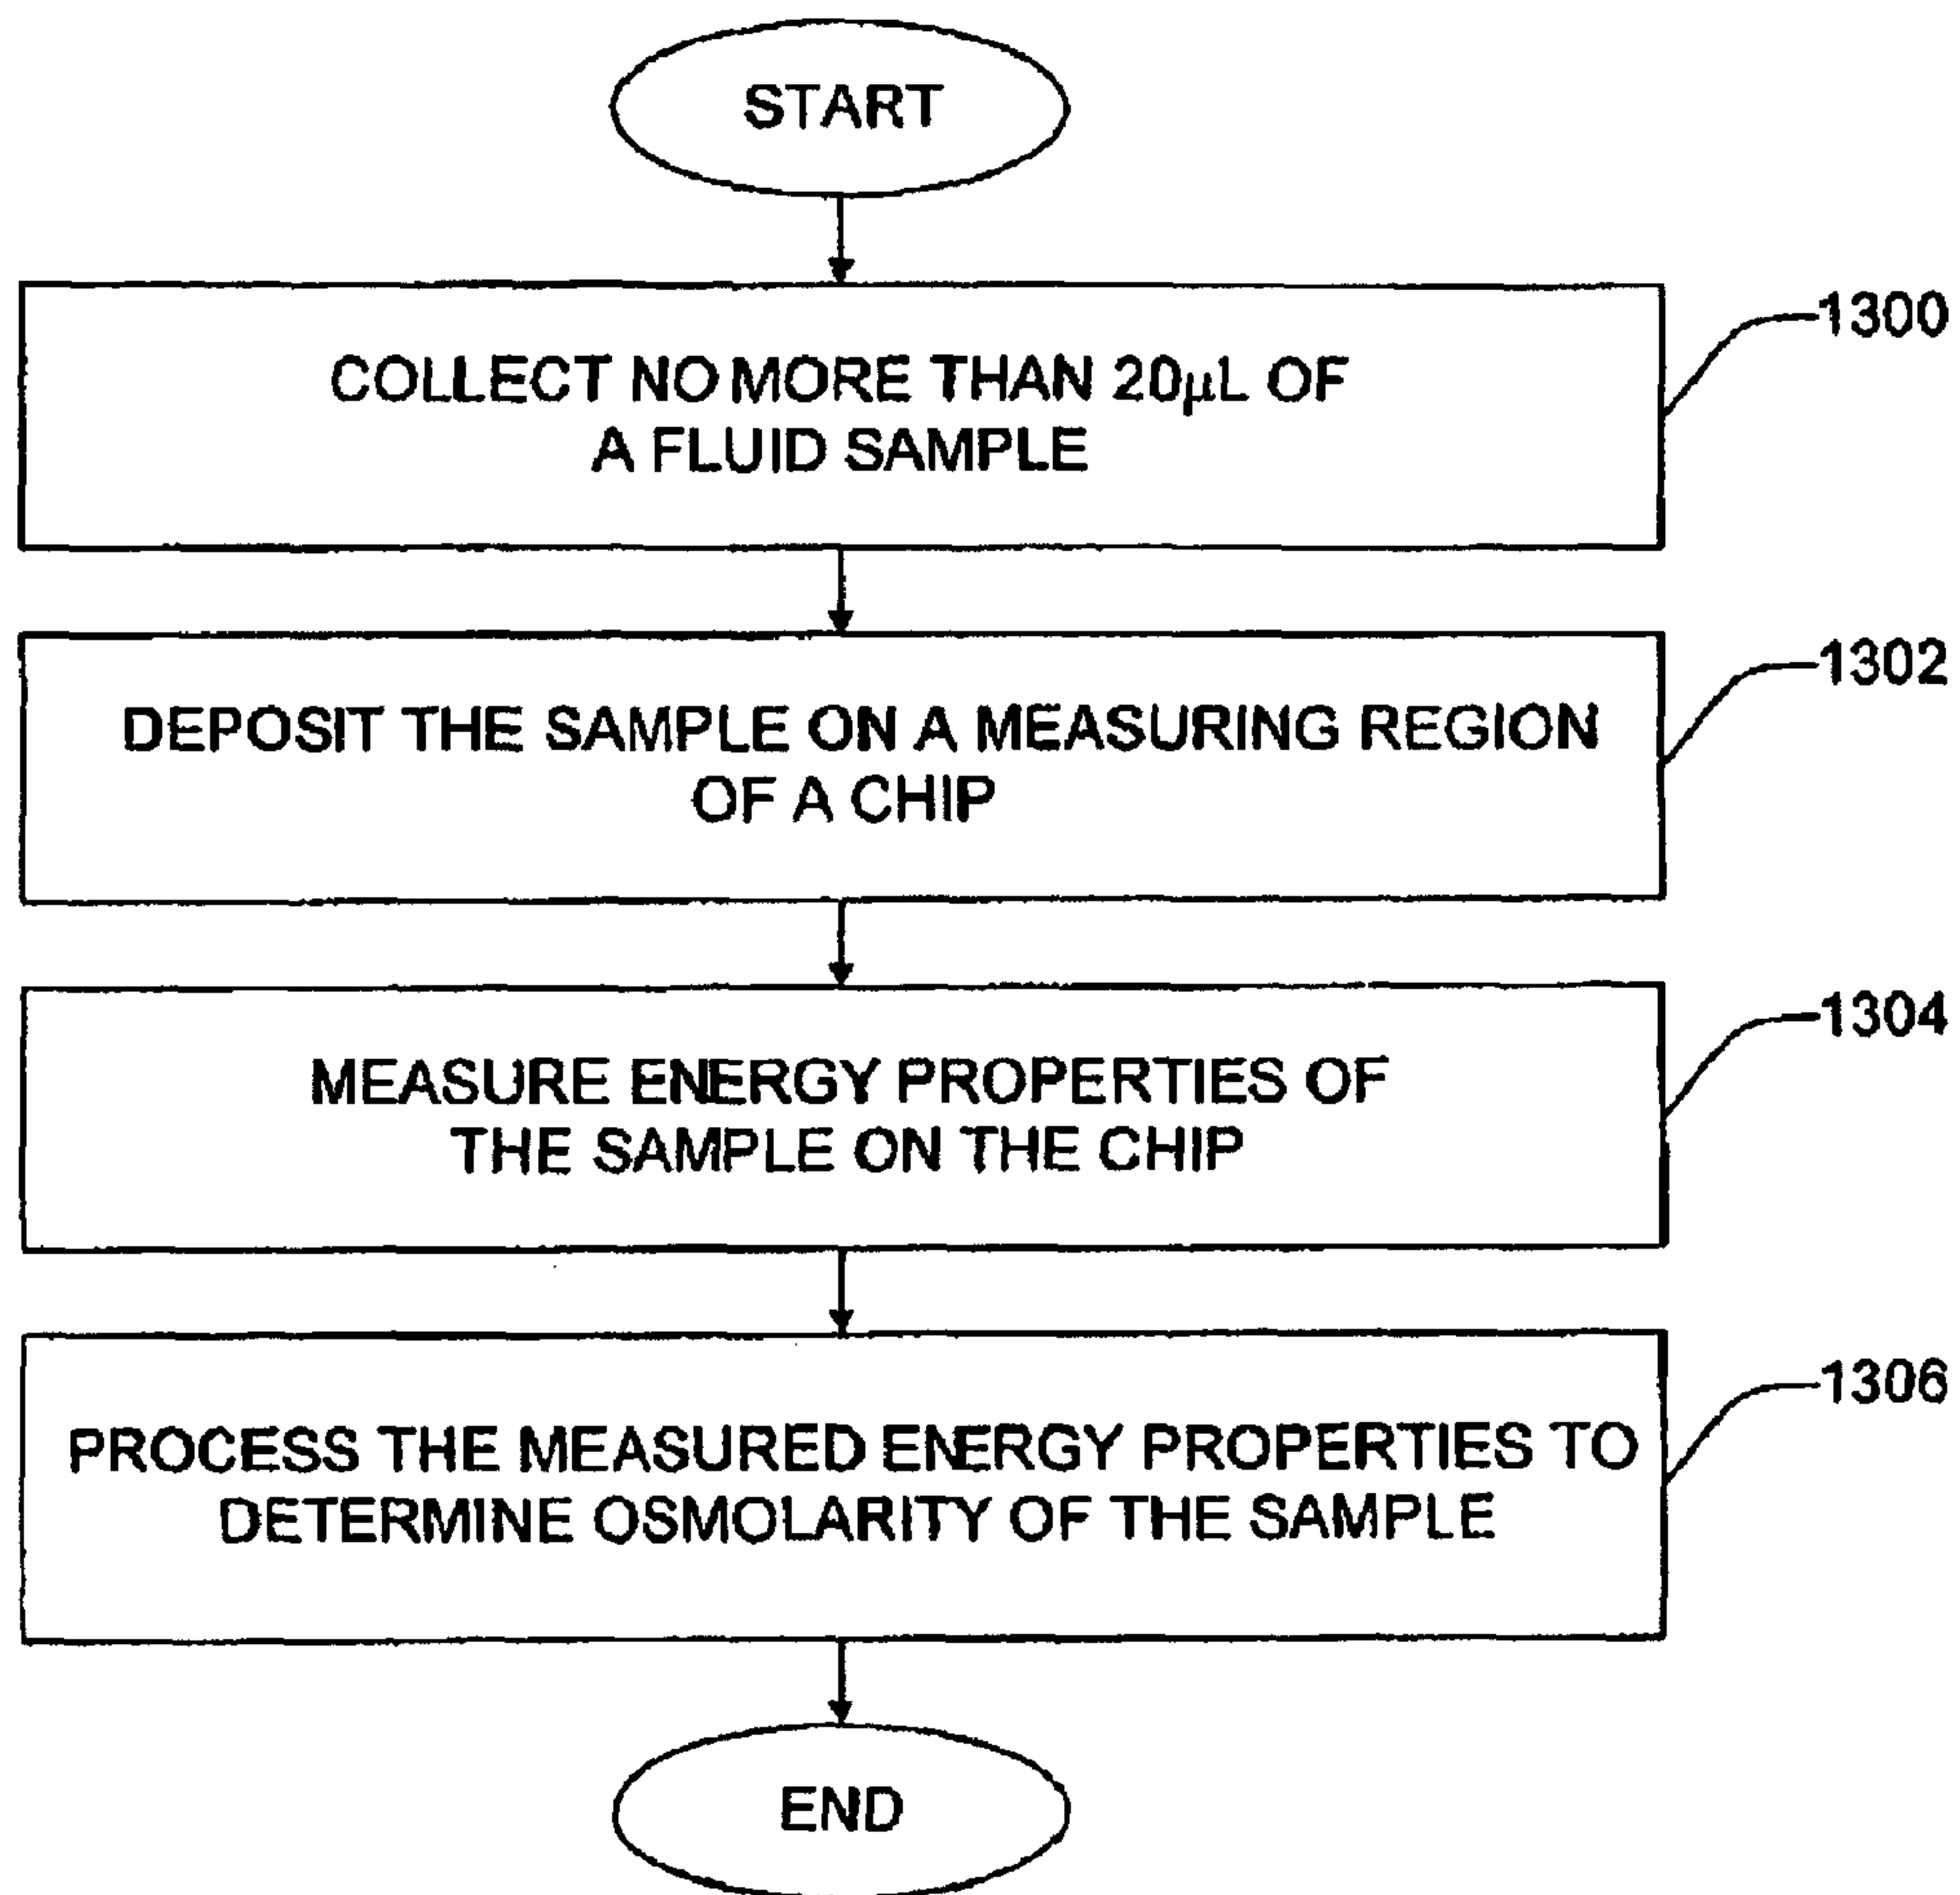 START
1300
COLLECT NO MORE THAN 20μL OF
A FLUID SAMPLE
1302
DEPOSIT THE SAMPLE ON A MEASURING REGION
OF A CHIP
1304
MEASURE ENERGY PROPERTIES OF
THE SAMPLE ON THE CHIP
1306
PROCESS THE MEASURED ENERGY PROPERTIES TO
DETERMINE OSMOLARITY OF THE SAMPLE
END